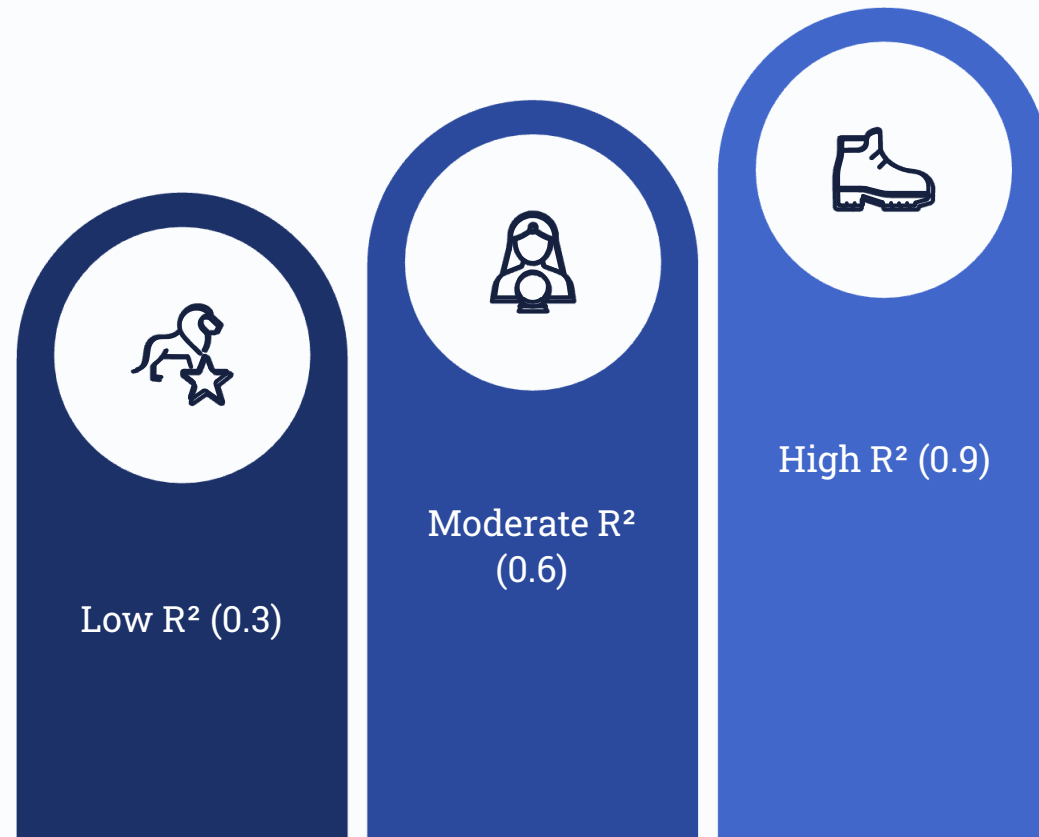 Low R² (0.3)
Moderate R²
(0.6)
High R² (0.9)